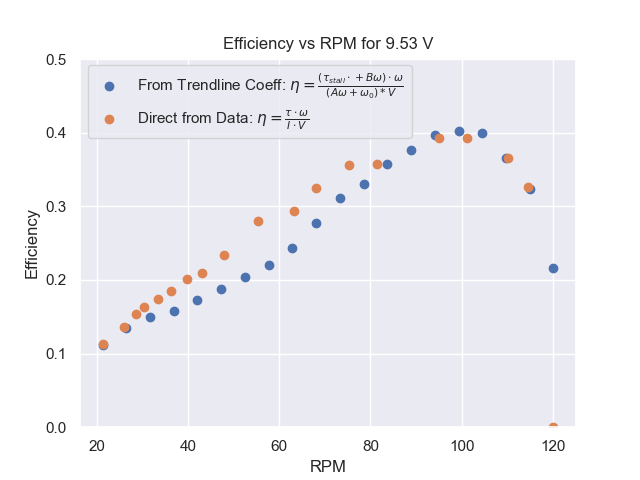 Efficiency vs RPM for 9.53 V
0.5
0.4
0.3
0.2
0.1
0.0
Efficiency
From Trendline Coeff: η = (τ_stall · + Bω) · ω / (Aω + ω₀) * V
Direct from Data: η = τ · ω / I · V
20 40 60 80 100 120
RPM